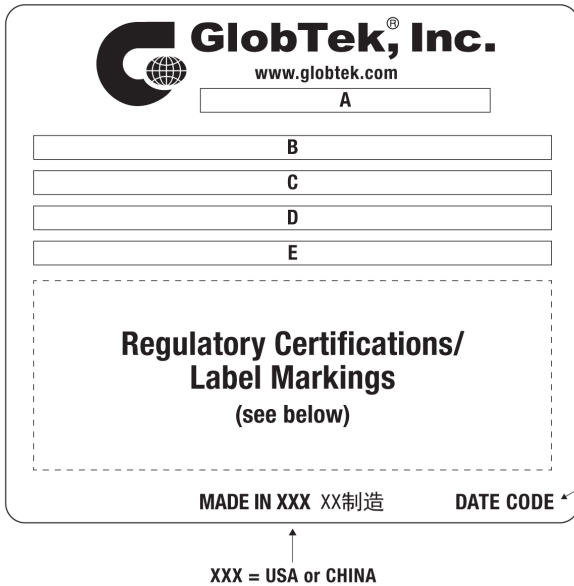 GlobTek,® Inc.
www.globtek.com
A
B
C
D
E
Regulatory Certifications/
Label Markings
(see below)
MADE IN XXX XX制造 DATE CODE
XXX = USA or CHINA